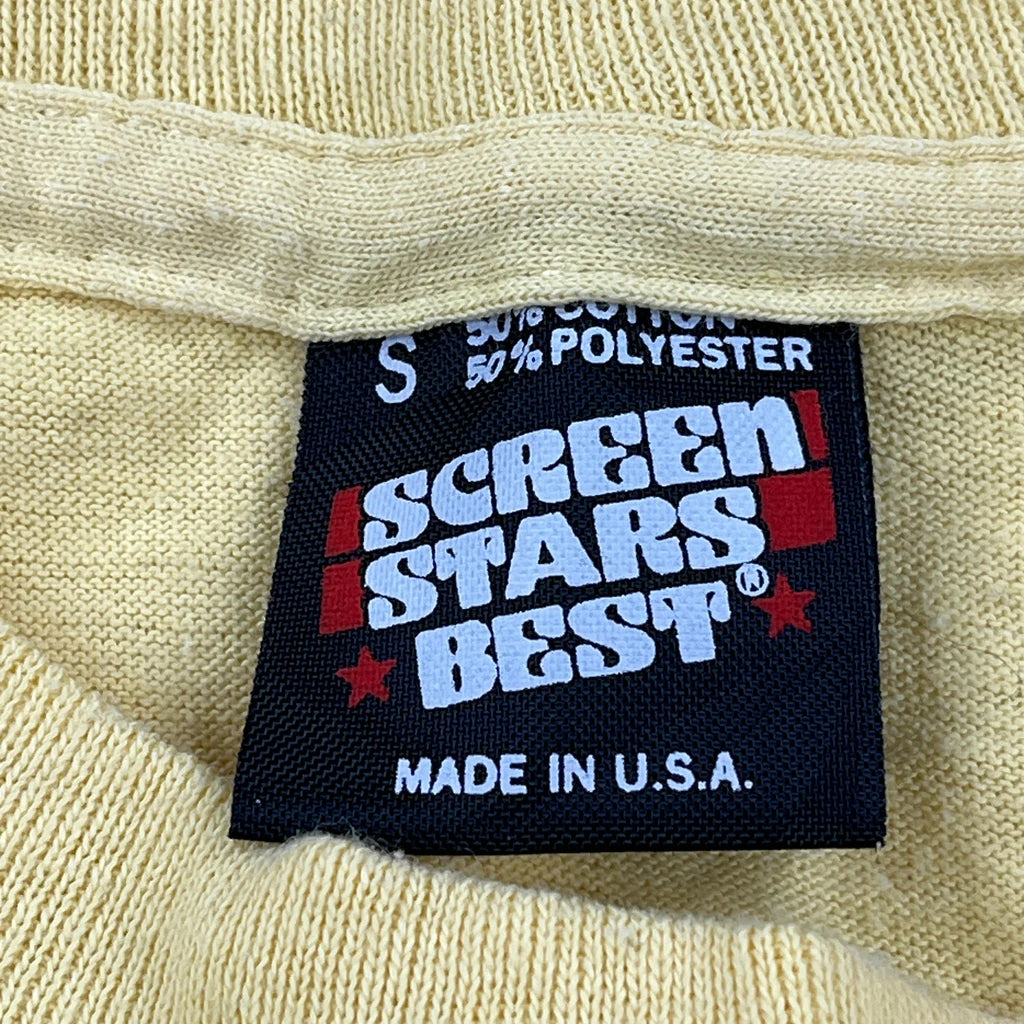 S
50% COTTON
50% POLYESTER
SCREEN
STARS
BEST®
MADE IN U.S.A.